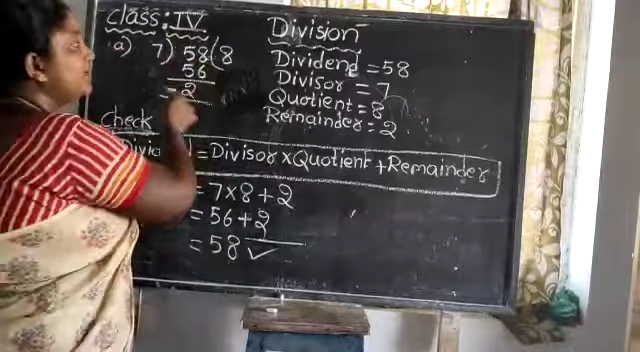 Class: IV
Division
a) 7) 58 (8
56
2
Dividend = 58
Divisor = 7
Quotient = 8
Remainder = 2
Check
= Divisor × Quotient + Remainder
= 7 × 8 + 2
= 56 + 2
= 58 ✓